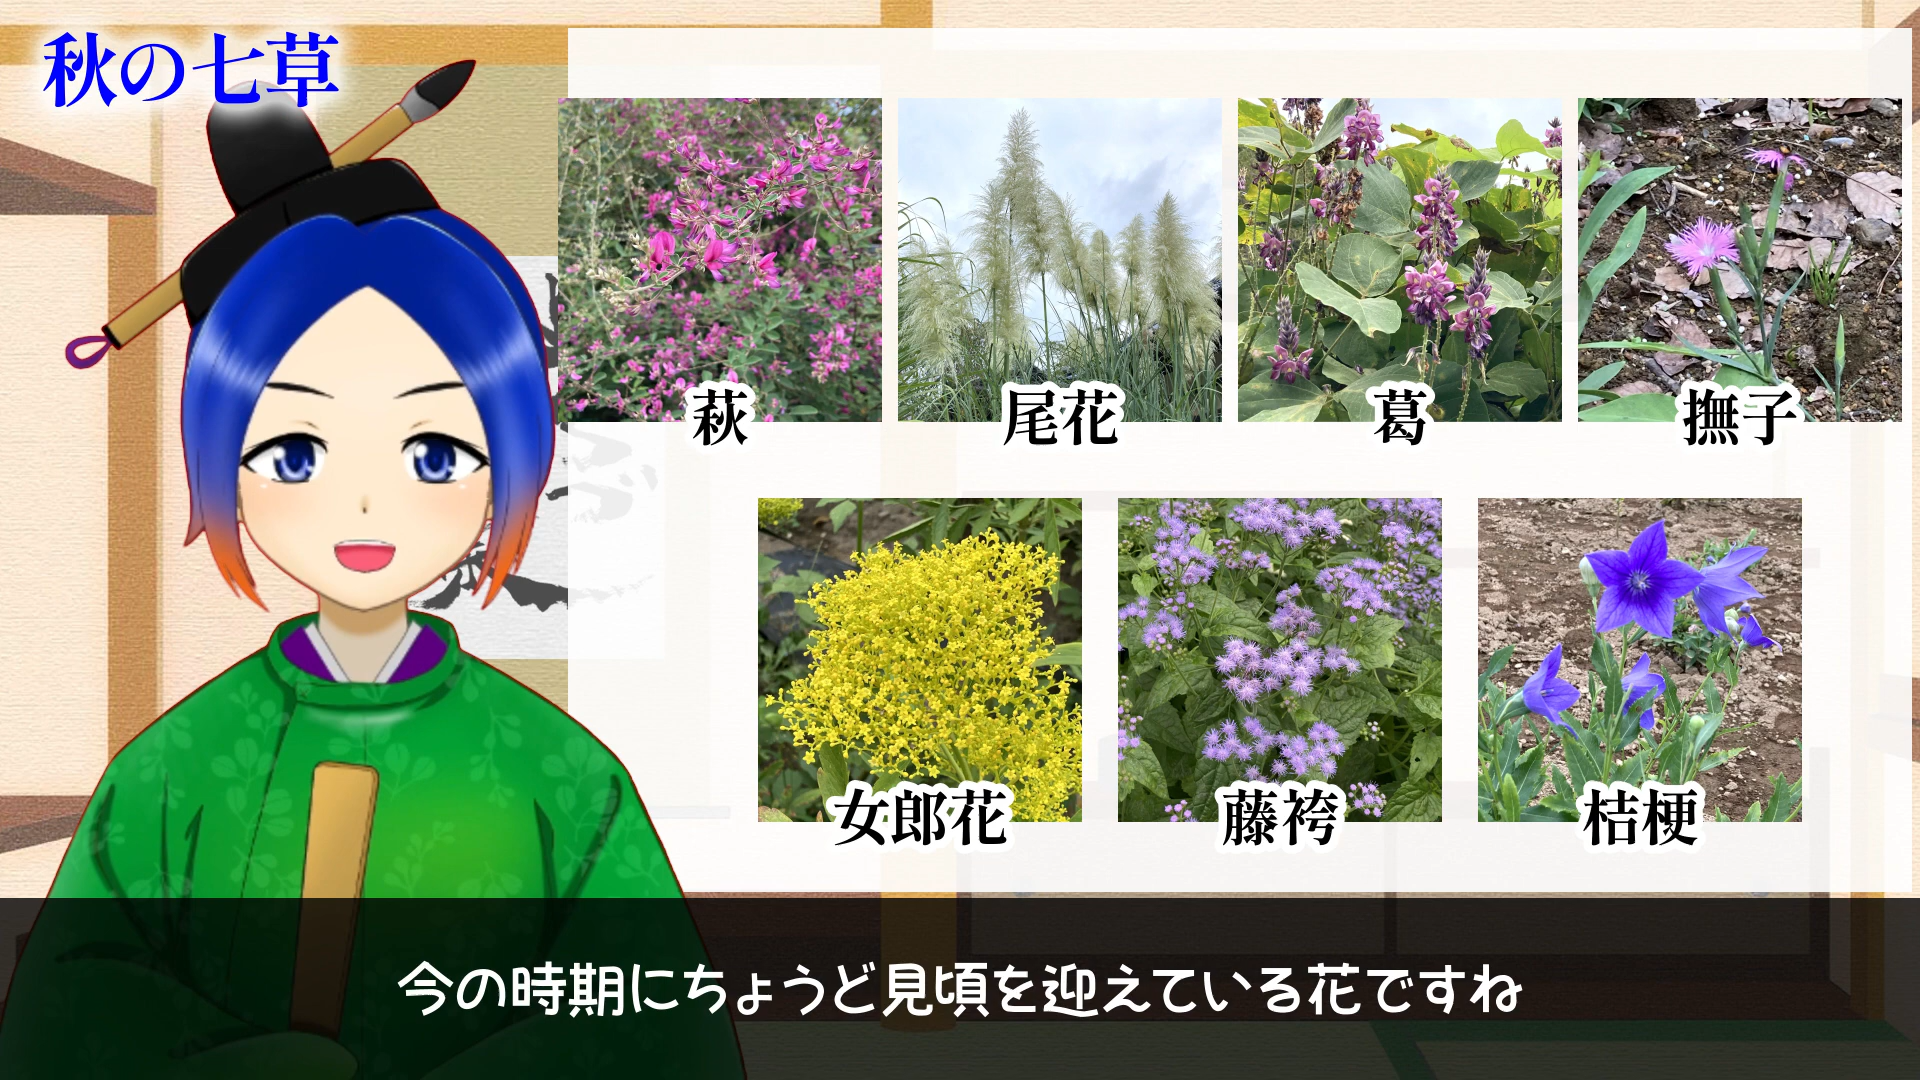 秋の七草
萩
尾花
葛
撫子
女郎花
藤袴
桔梗
今の時期にちょうど見頃を迎えている花ですね